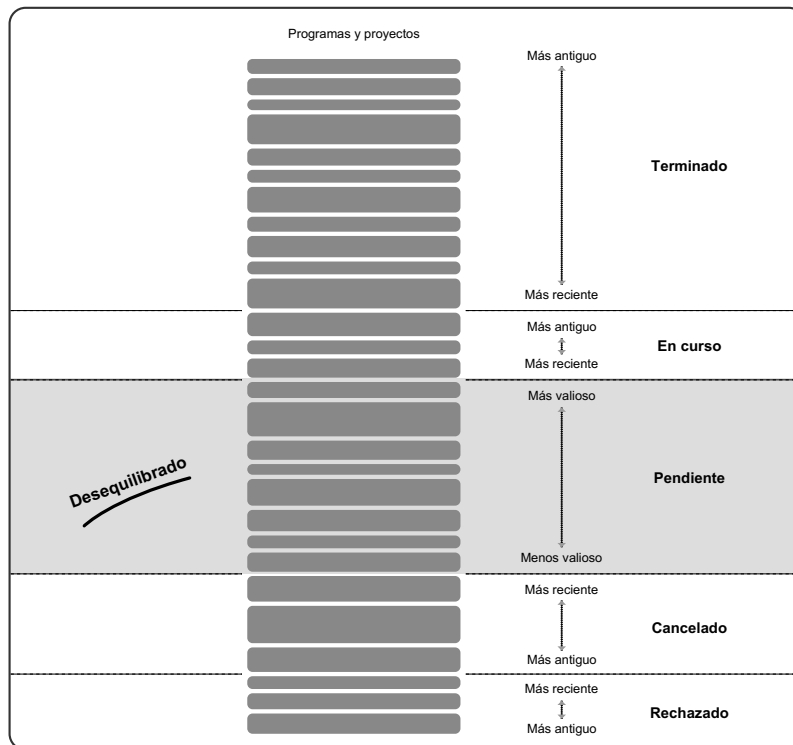 Programas y proyectos
Más antiguo
Terminado
Más reciente
Más antiguo
En curso
Más reciente
Más valioso
Desequilibrado
Pendiente
Menos valioso
Más reciente
Cancelado
Más antiguo
Más reciente
Rechazado
Más antiguo